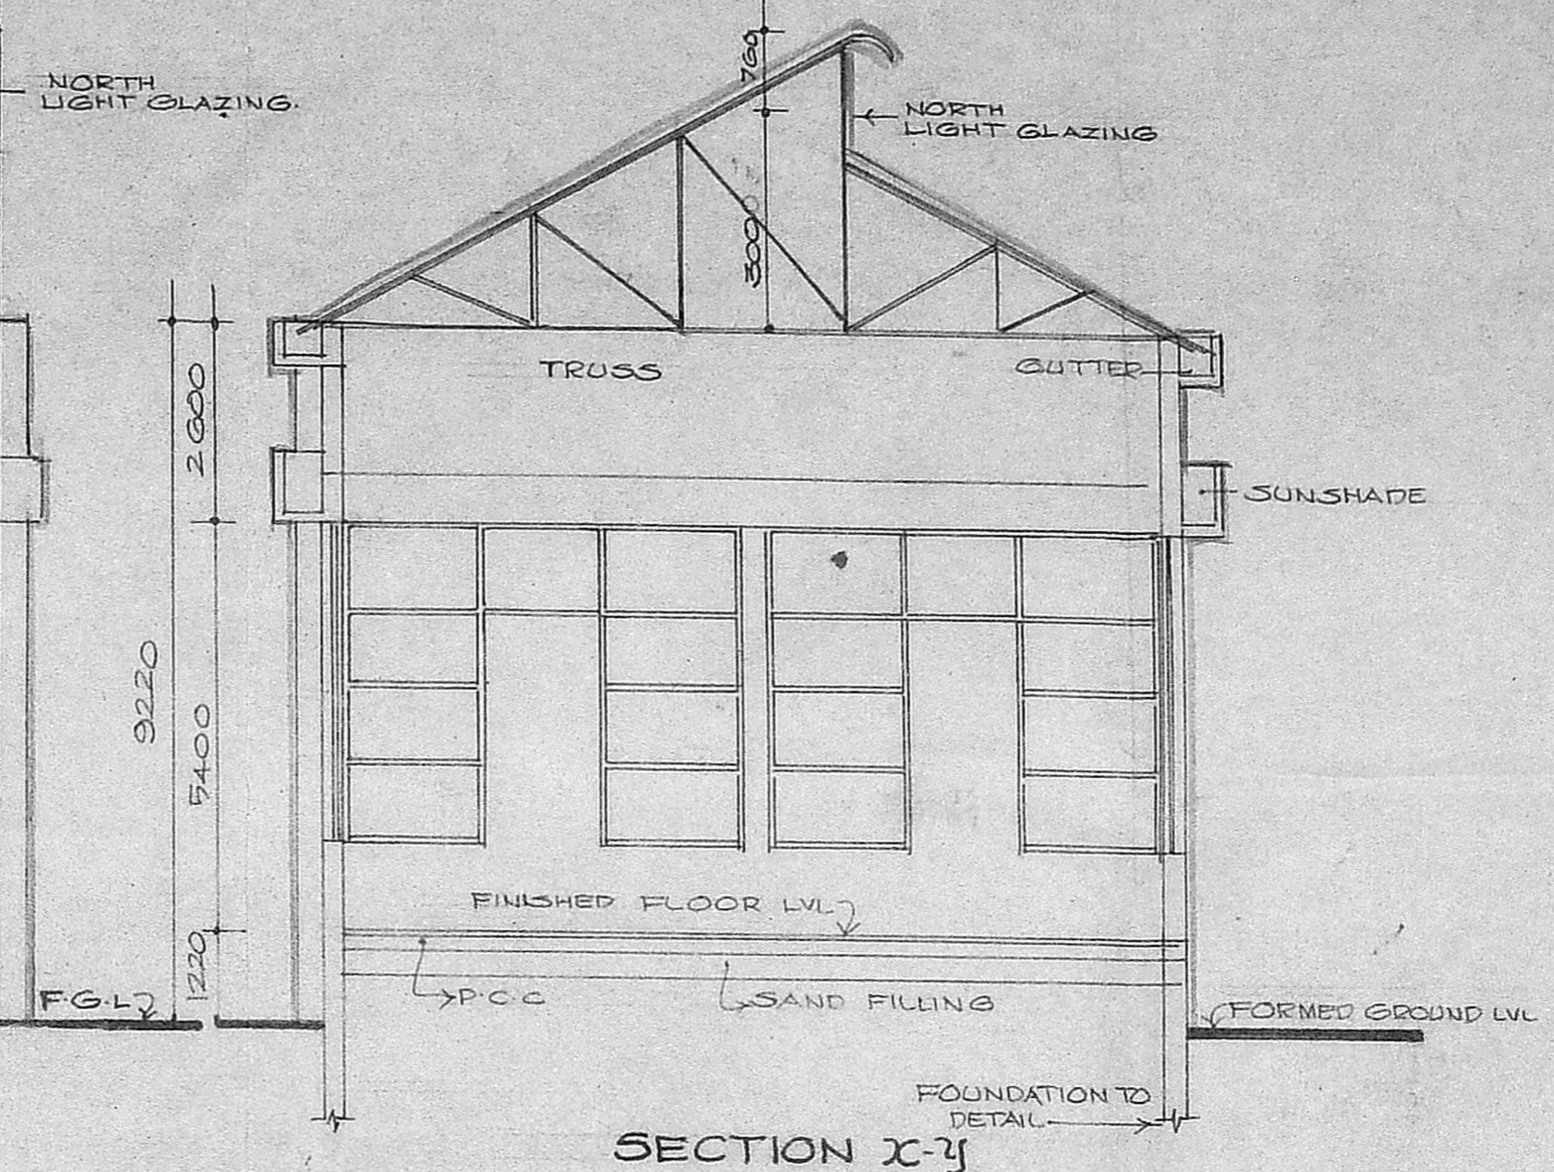 NORTH
LIGHT GLAZING.
760
NORTH
LIGHT GLAZING
3000
TRUSS
GUTTER
2600
SUNSHADE
9220
5400
FINISHED FLOOR LVL
1220
F.G.L
P.C.C
SAND FILLING
FORMED GROUND LVL
FOUNDATION TO
DETAIL
SECTION X-Y